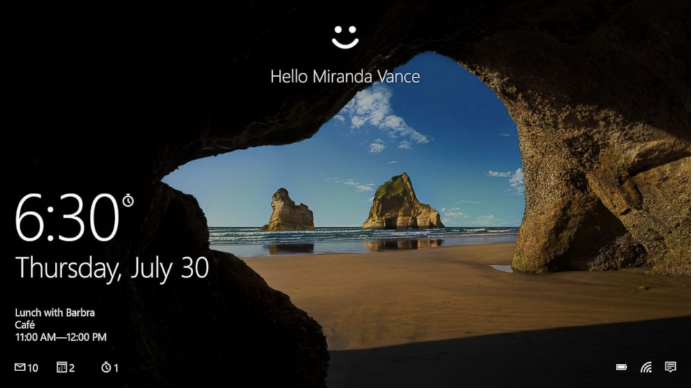 Hello Miranda Vance
6:30
Thursday, July 30
Lunch with Barbra
Café
11:00 AM—12:00 PM
10 2 1